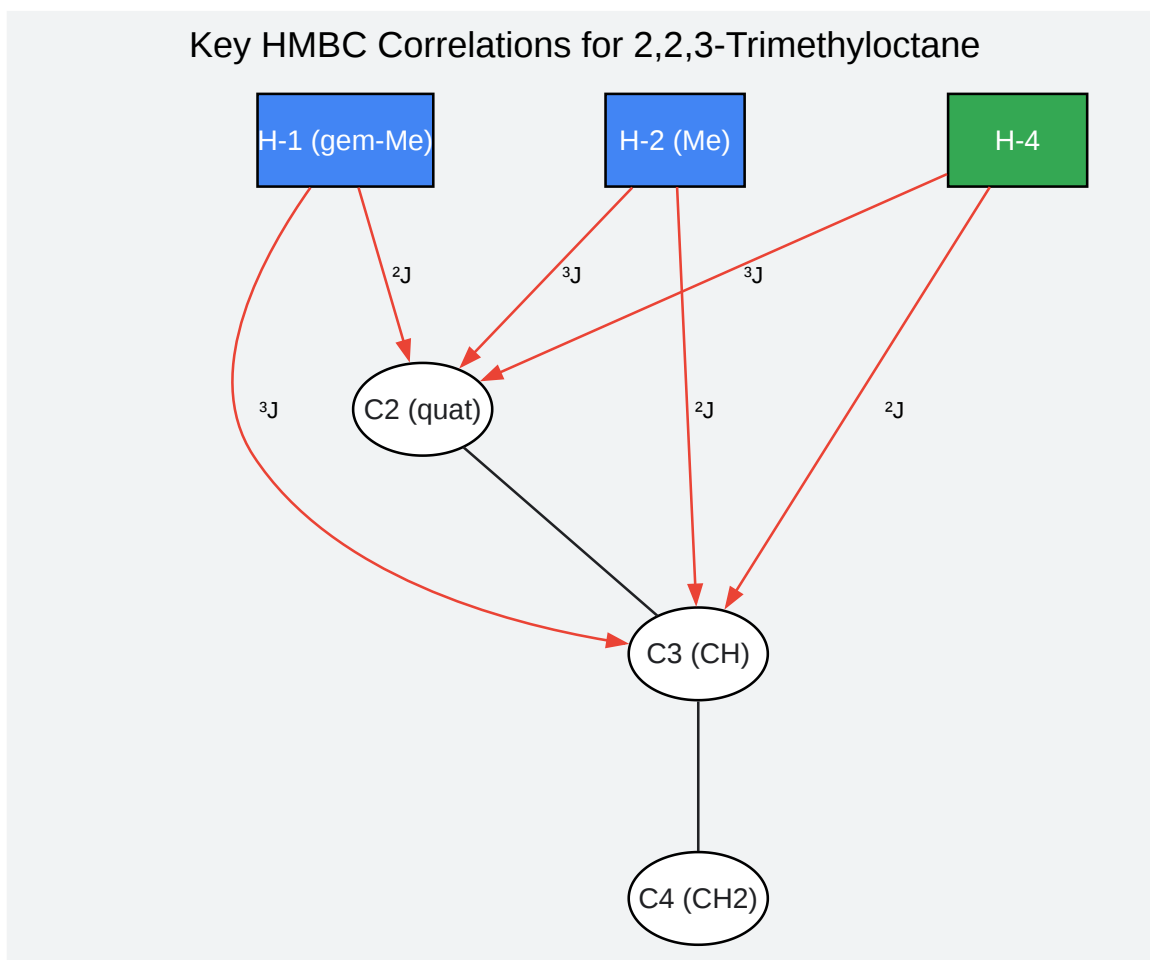 Key HMBC Correlations for 2,2,3-Trimethyloctane
H-1 (gem-Me)
H-2 (Me)
H-4
²J
³J
³J
C2 (quat)
³J
²J
²J
C3 (CH)
C4 (CH2)